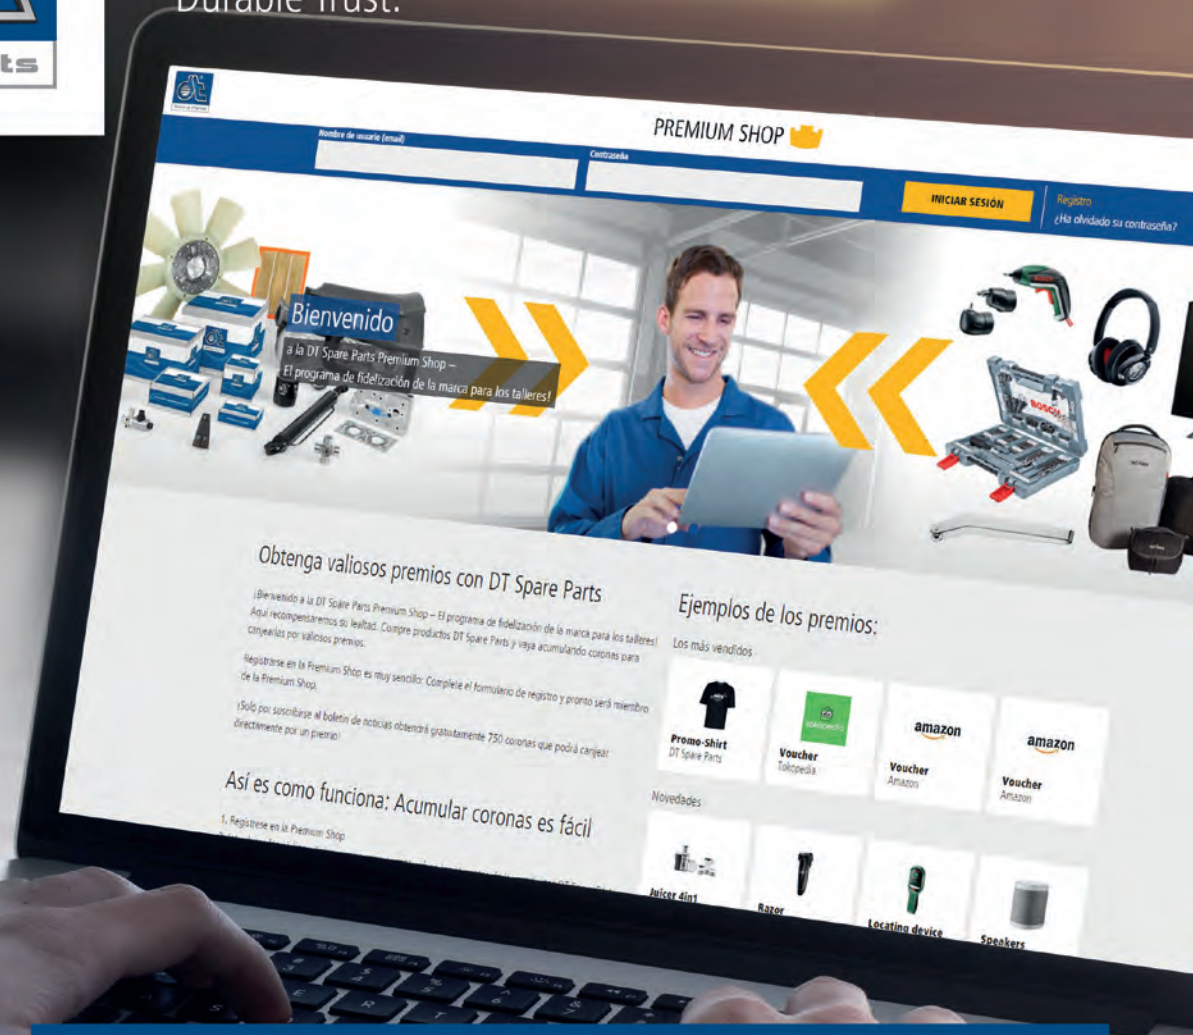 Durable Trust.
ts
dt
PREMIUM SHOP
Nombre de usuario (email)
Contraseña
INICIAR SESIÓN
Registro
¿Ha olvidado su contraseña?
Bienvenido
a la DT Spare Parts Premium Shop –
El programa de fidelización de la marca para los talleres!
BOSCH
Obtenga valiosos premios con DT Spare Parts
¡Bienvenido a la DT Spare Parts Premium Shop – El programa de fidelización de la marca para los talleres!
Aquí recompensaremos su lealtad. Compre productos DT Spare Parts y vaya acumulando coronas para
canjearlas por valiosos premios.
Registrarse en la Premium Shop es muy sencillo: Complete el formulario de registro y pronto será miembro
de la Premium Shop.
¡Solo por suscribirse al boletín de noticias obtendrá gratuitamente 750 coronas que podrá canjear
directamente por un premio!
Así es como funciona: Acumular coronas es fácil
1. Regístrese en la Premium Shop
Ejemplos de los premios:
Los más vendidos
Promo-Shirt
DT Spare Parts
tokopedia
Voucher
Tokopedia
amazon
Voucher
Amazon
amazon
Voucher
Amazon
Novedades
Juicer 4in1
Razor
Locating device
Speakers